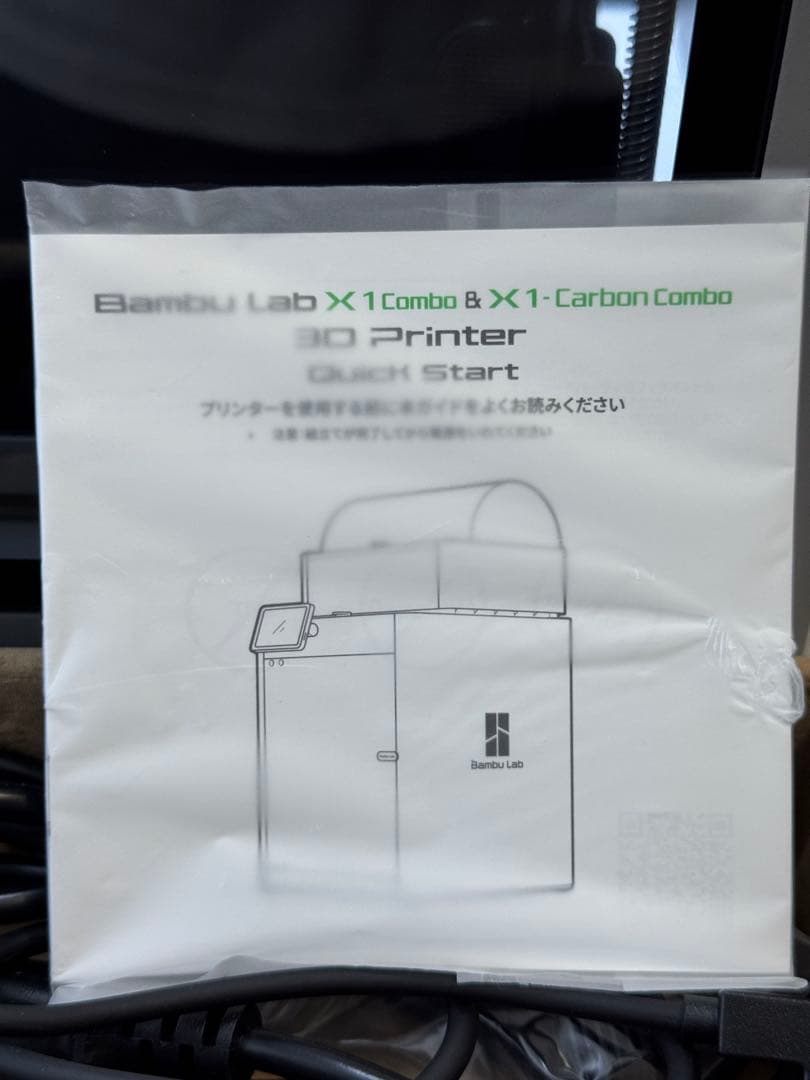 Bambu Lab X1 Combo & X1-Carbon Combo
3D Printer
Quick Start
プリンターを使用する前に本ガイドをよくお読みください
Bambu Lab